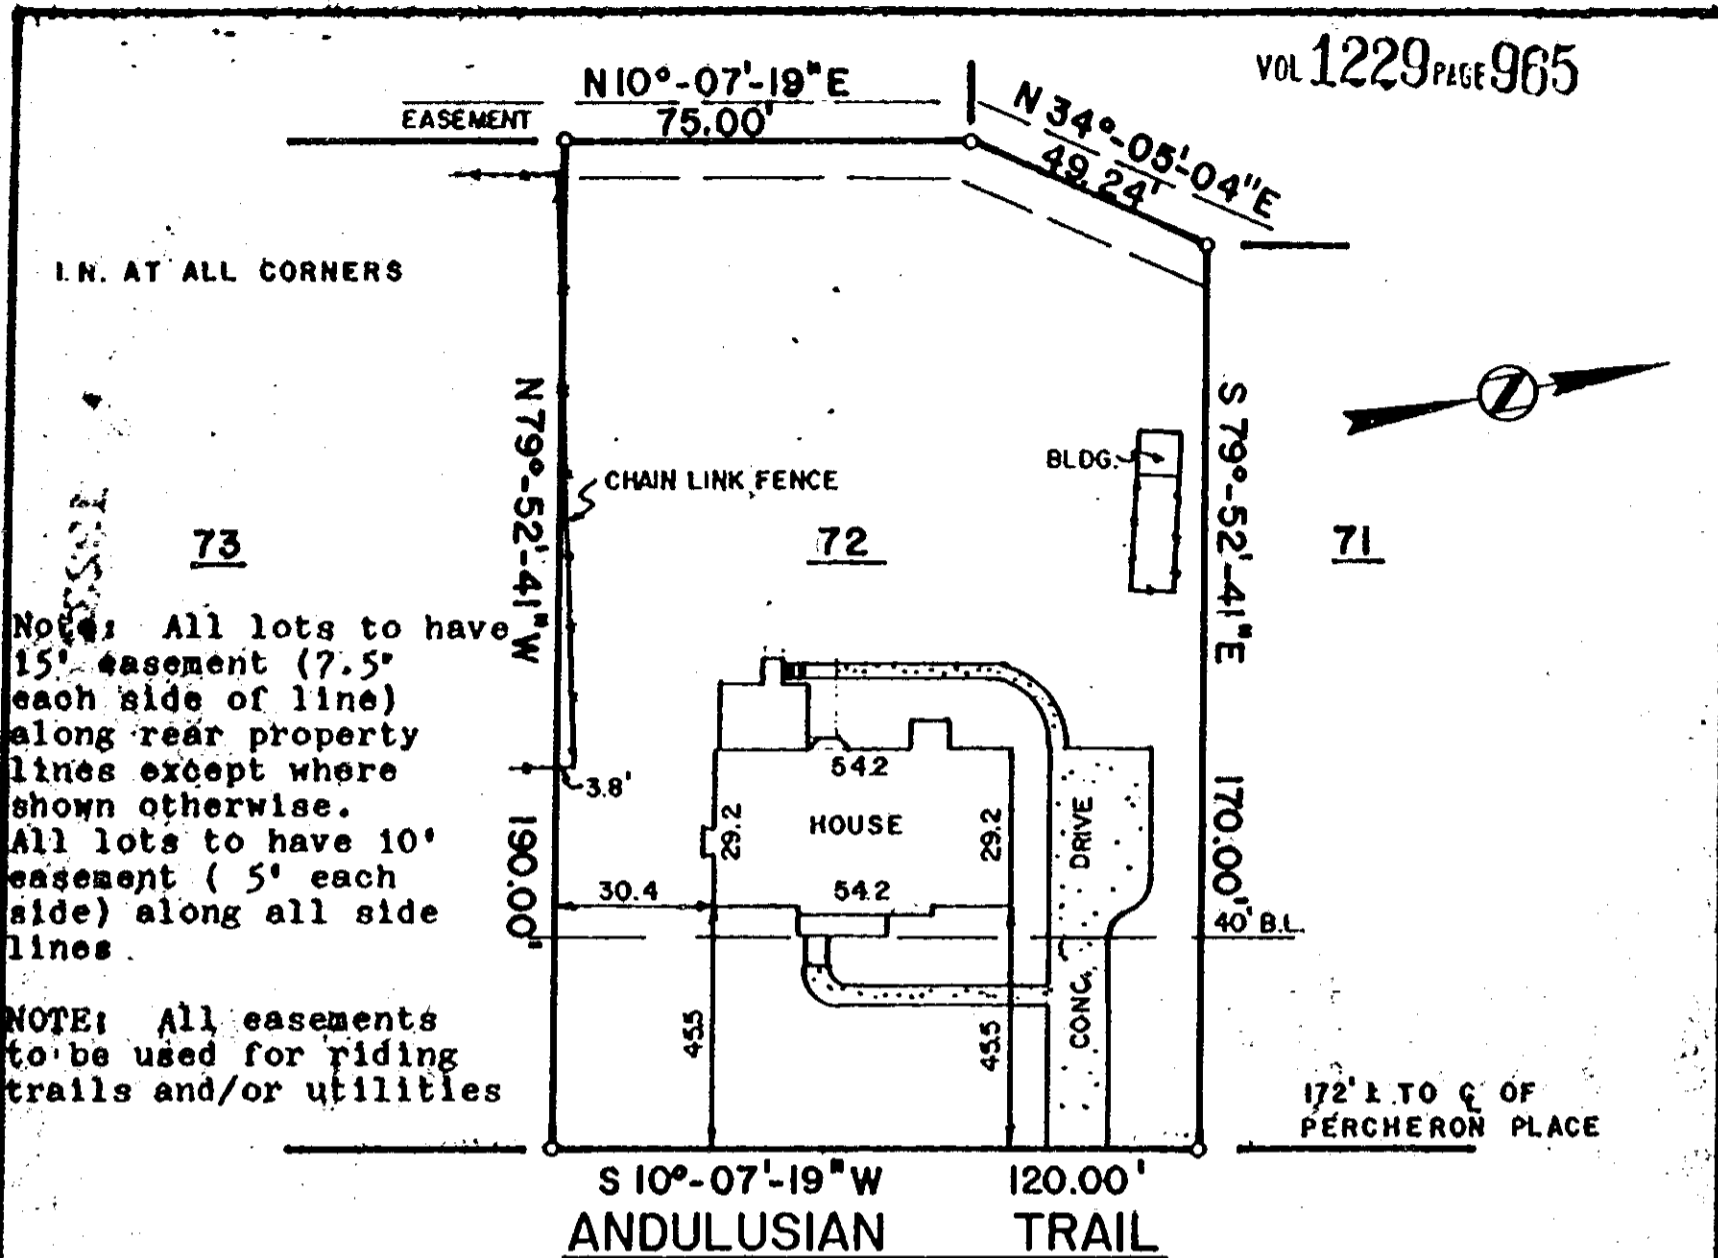 VOL 1229 PAGE 965
N 10°-07'-19"E
75.00'
EASEMENT
N 34°-05'-04"E
49.24'
I.N. AT ALL CORNERS
N79°-52'-41"W
190.00'
S 79°-52'-41"E
170.00'
BLDG.
CHAIN LINK FENCE
73
72
71
Note: All lots to have
15' easement (7.5'
each side of line)
along rear property
lines except where
shown otherwise.
All lots to have 10'
easement ( 5' each
side) along all side
lines.
3.8'
54.2
29.2
HOUSE
29.2
DRIVE
30.4
54.2
40' B.L.
CONC.
45.5
45.5
NOTE: All easements
to be used for riding
trails and/or utilities
172' ± TO ℄ OF
PERCHERON PLACE
S 10°-07'-19"W 120.00'
ANDULUSIAN TRAIL